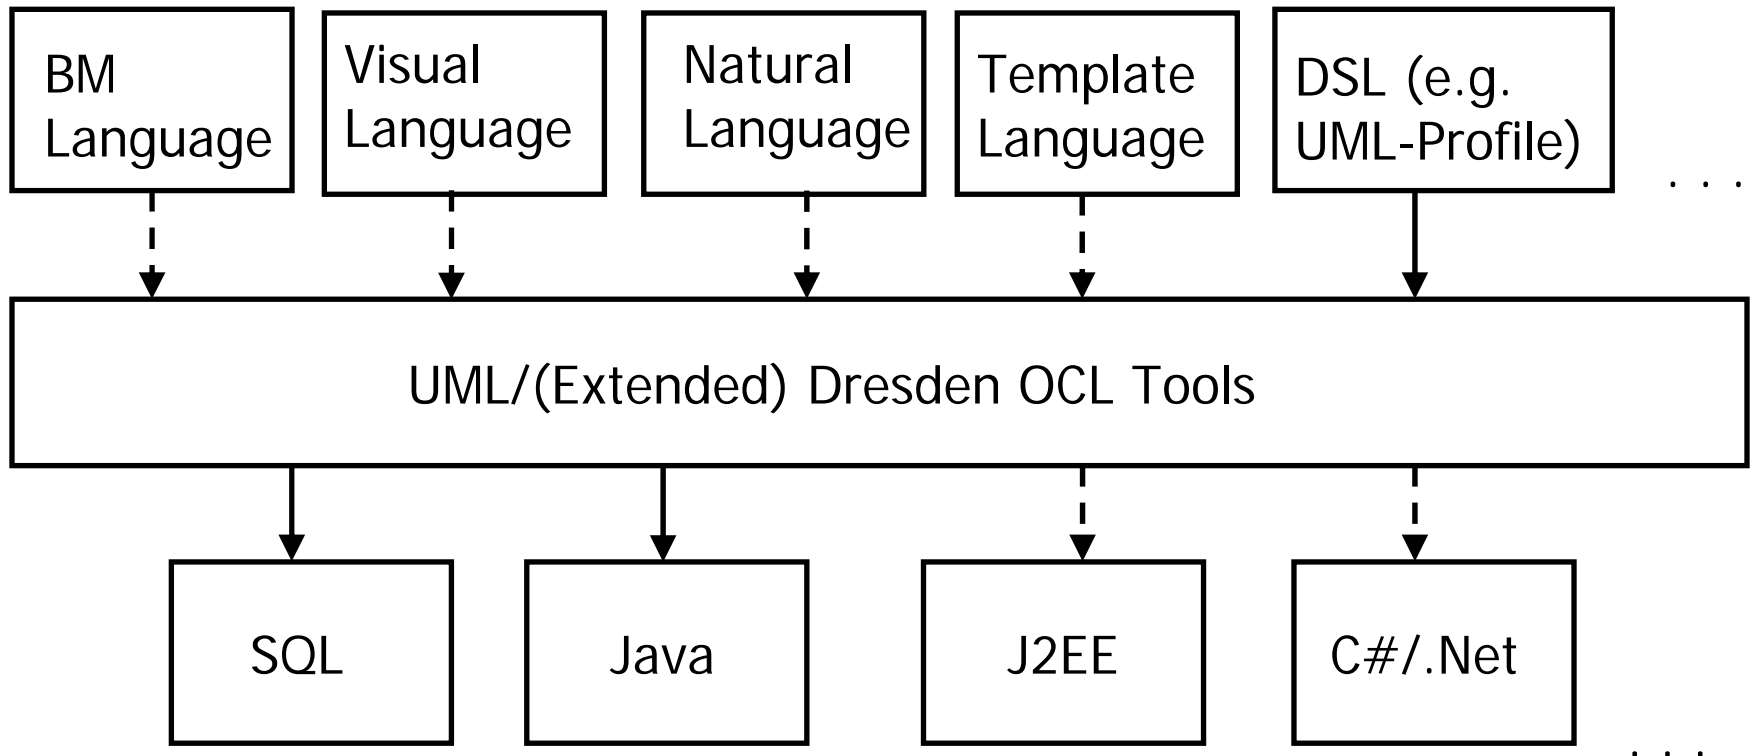 BM
Language
Visual
Language
Natural
Language
Template
Language
DSL (e.g.
UML-Profile)
. . .
UML/(Extended) Dresden OCL Tools
SQL
Java
J2EE
C#/.Net
. . .